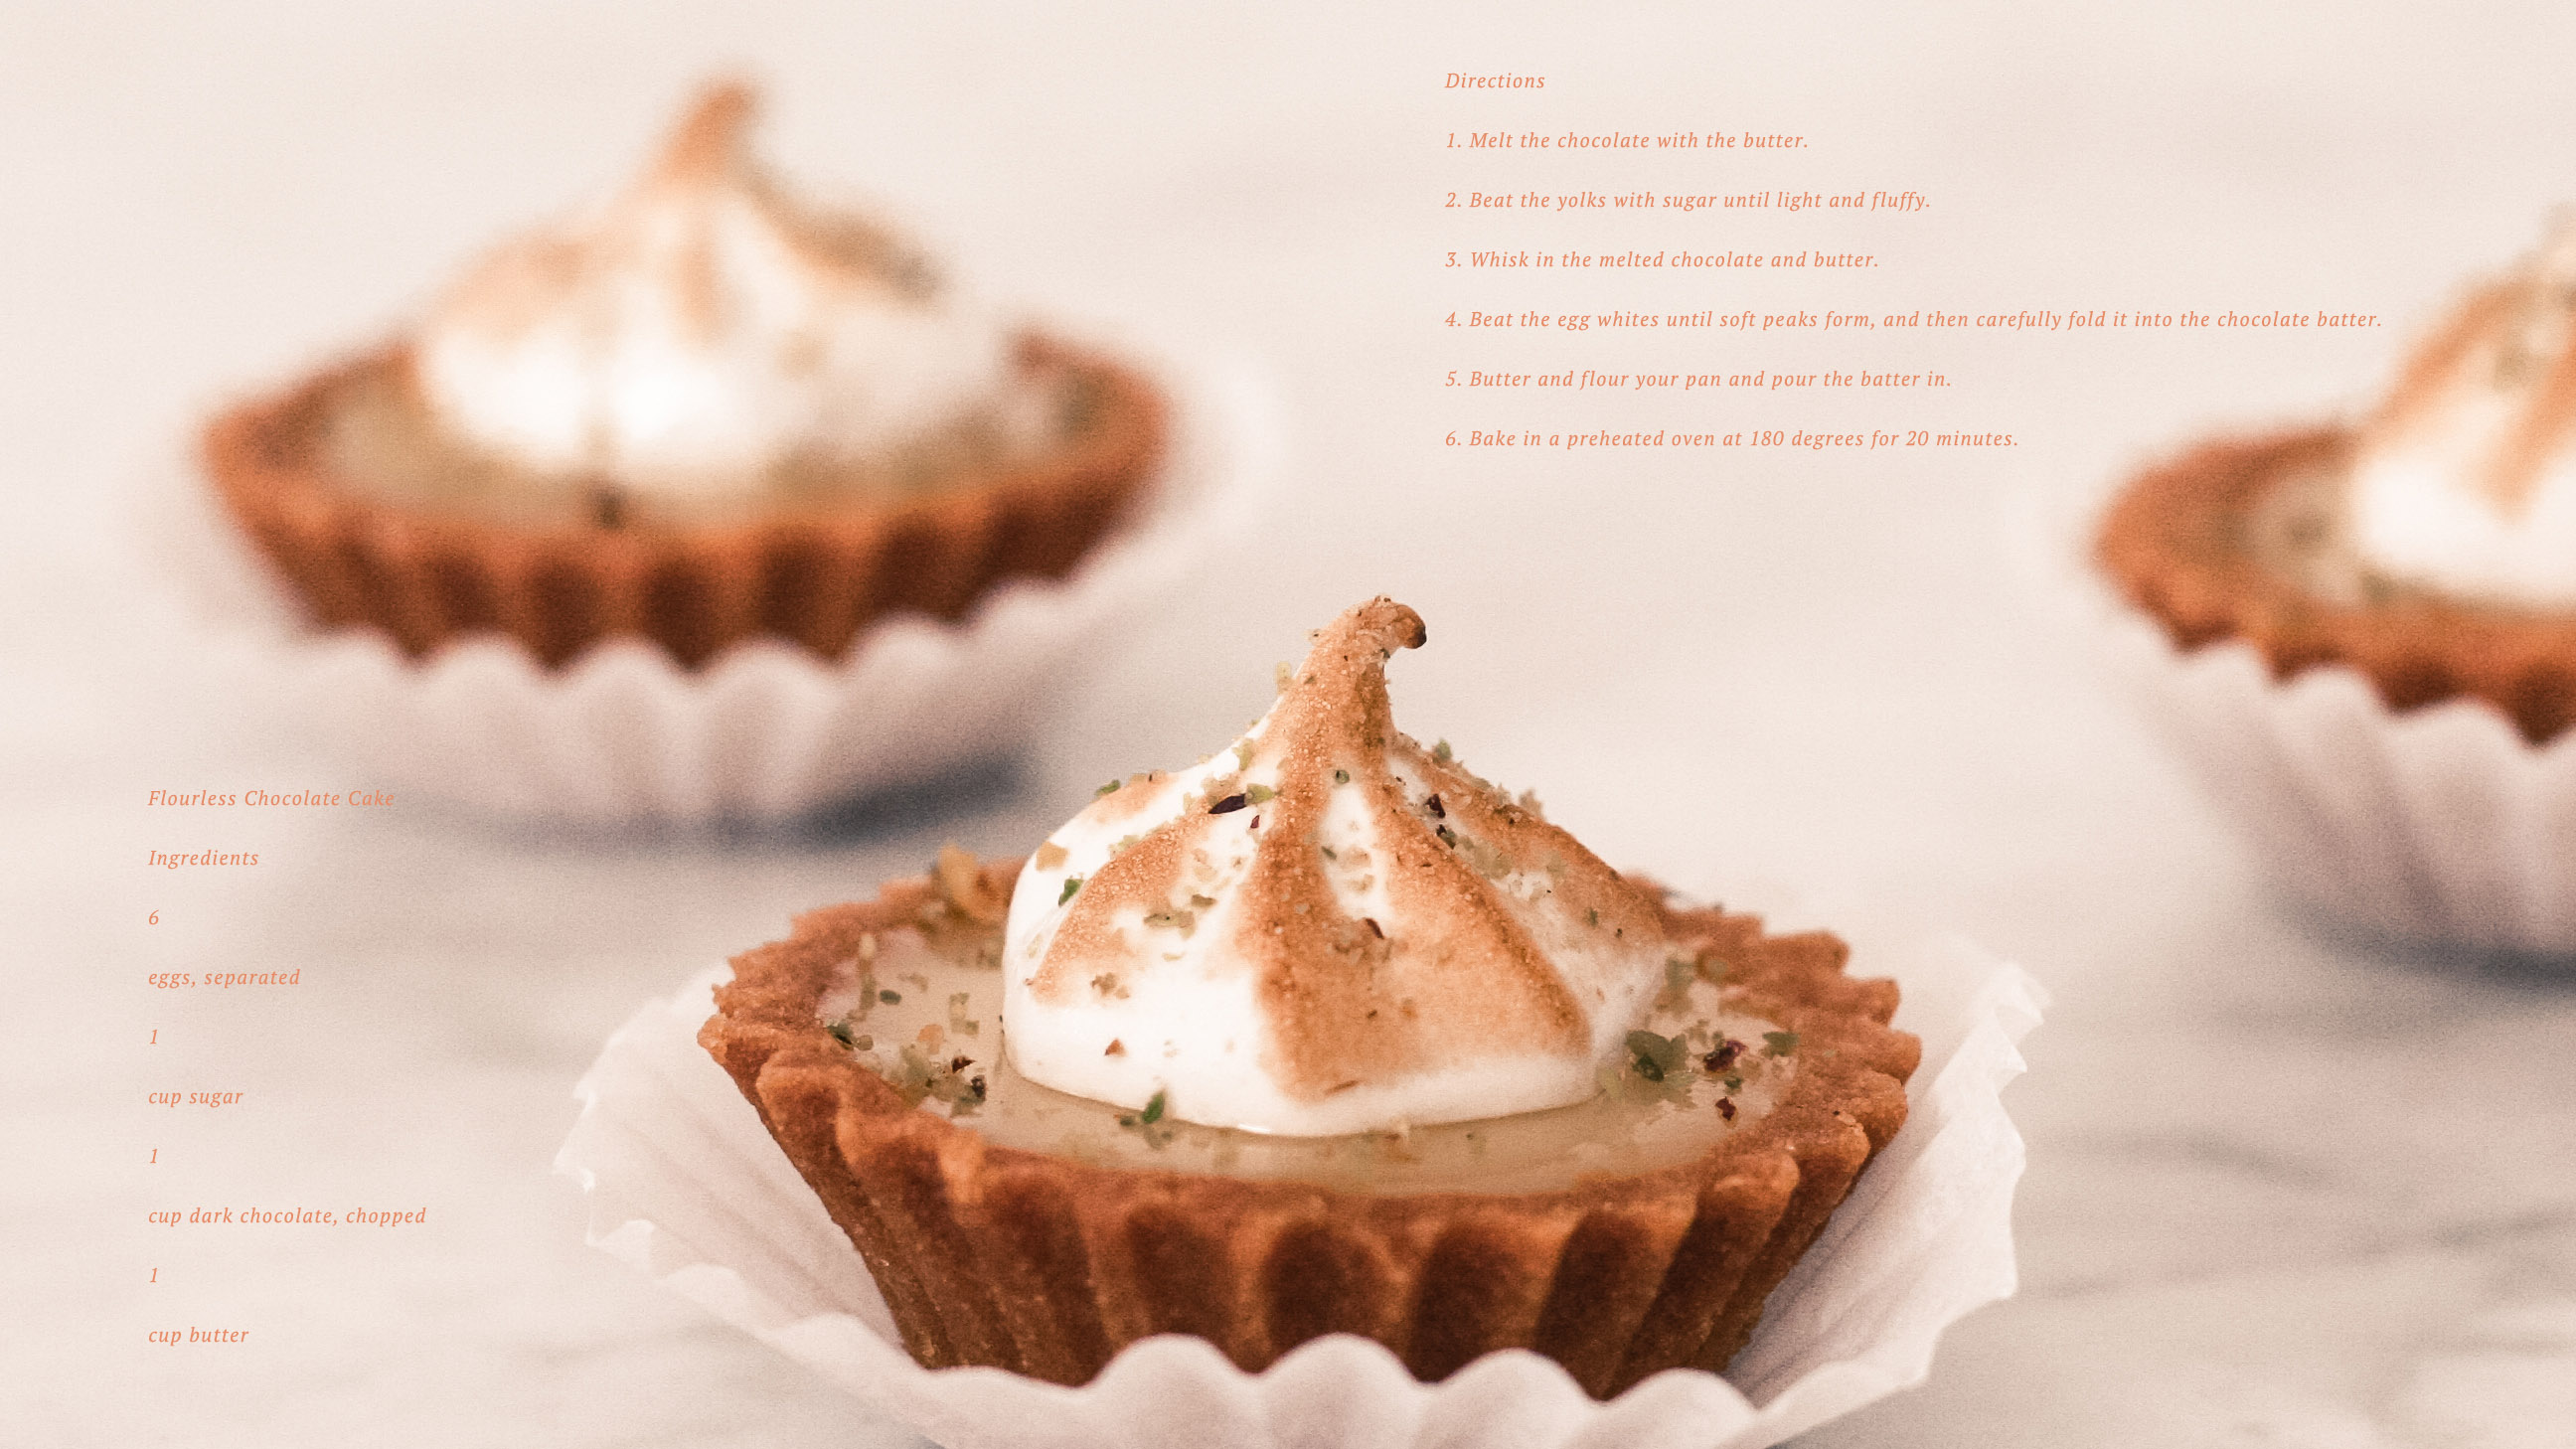 Directions
1. Melt the chocolate with the butter.
2. Beat the yolks with sugar until light and fluffy.
3. Whisk in the melted chocolate and butter.
4. Beat the egg whites until soft peaks form, and then carefully fold it into the chocolate batter.
5. Butter and flour your pan and pour the batter in.
6. Bake in a preheated oven at 180 degrees for 20 minutes.
Flourless Chocolate Cake
Ingredients
6
eggs, separated
1
cup sugar
1
cup dark chocolate, chopped
1
cup butter